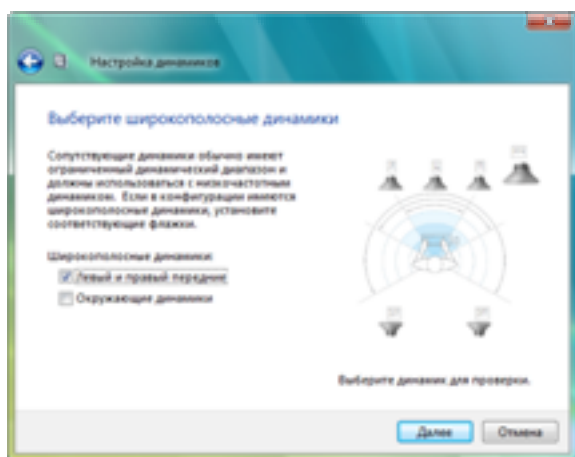 Настройка динамиков
Выберите широкополосные динамики
Сопутствующие динамики обычно имеют
ограниченный динамический диапазон и
должны использоваться с низкочастотным
динамиком. Если в конфигурации имеются
широкополосные динамики, установите
соответствующие флажки.
Широкополосные динамики:
Левый и правый передние
Окружающие динамики
Выберите динамик для проверки.
Далее
Отмена